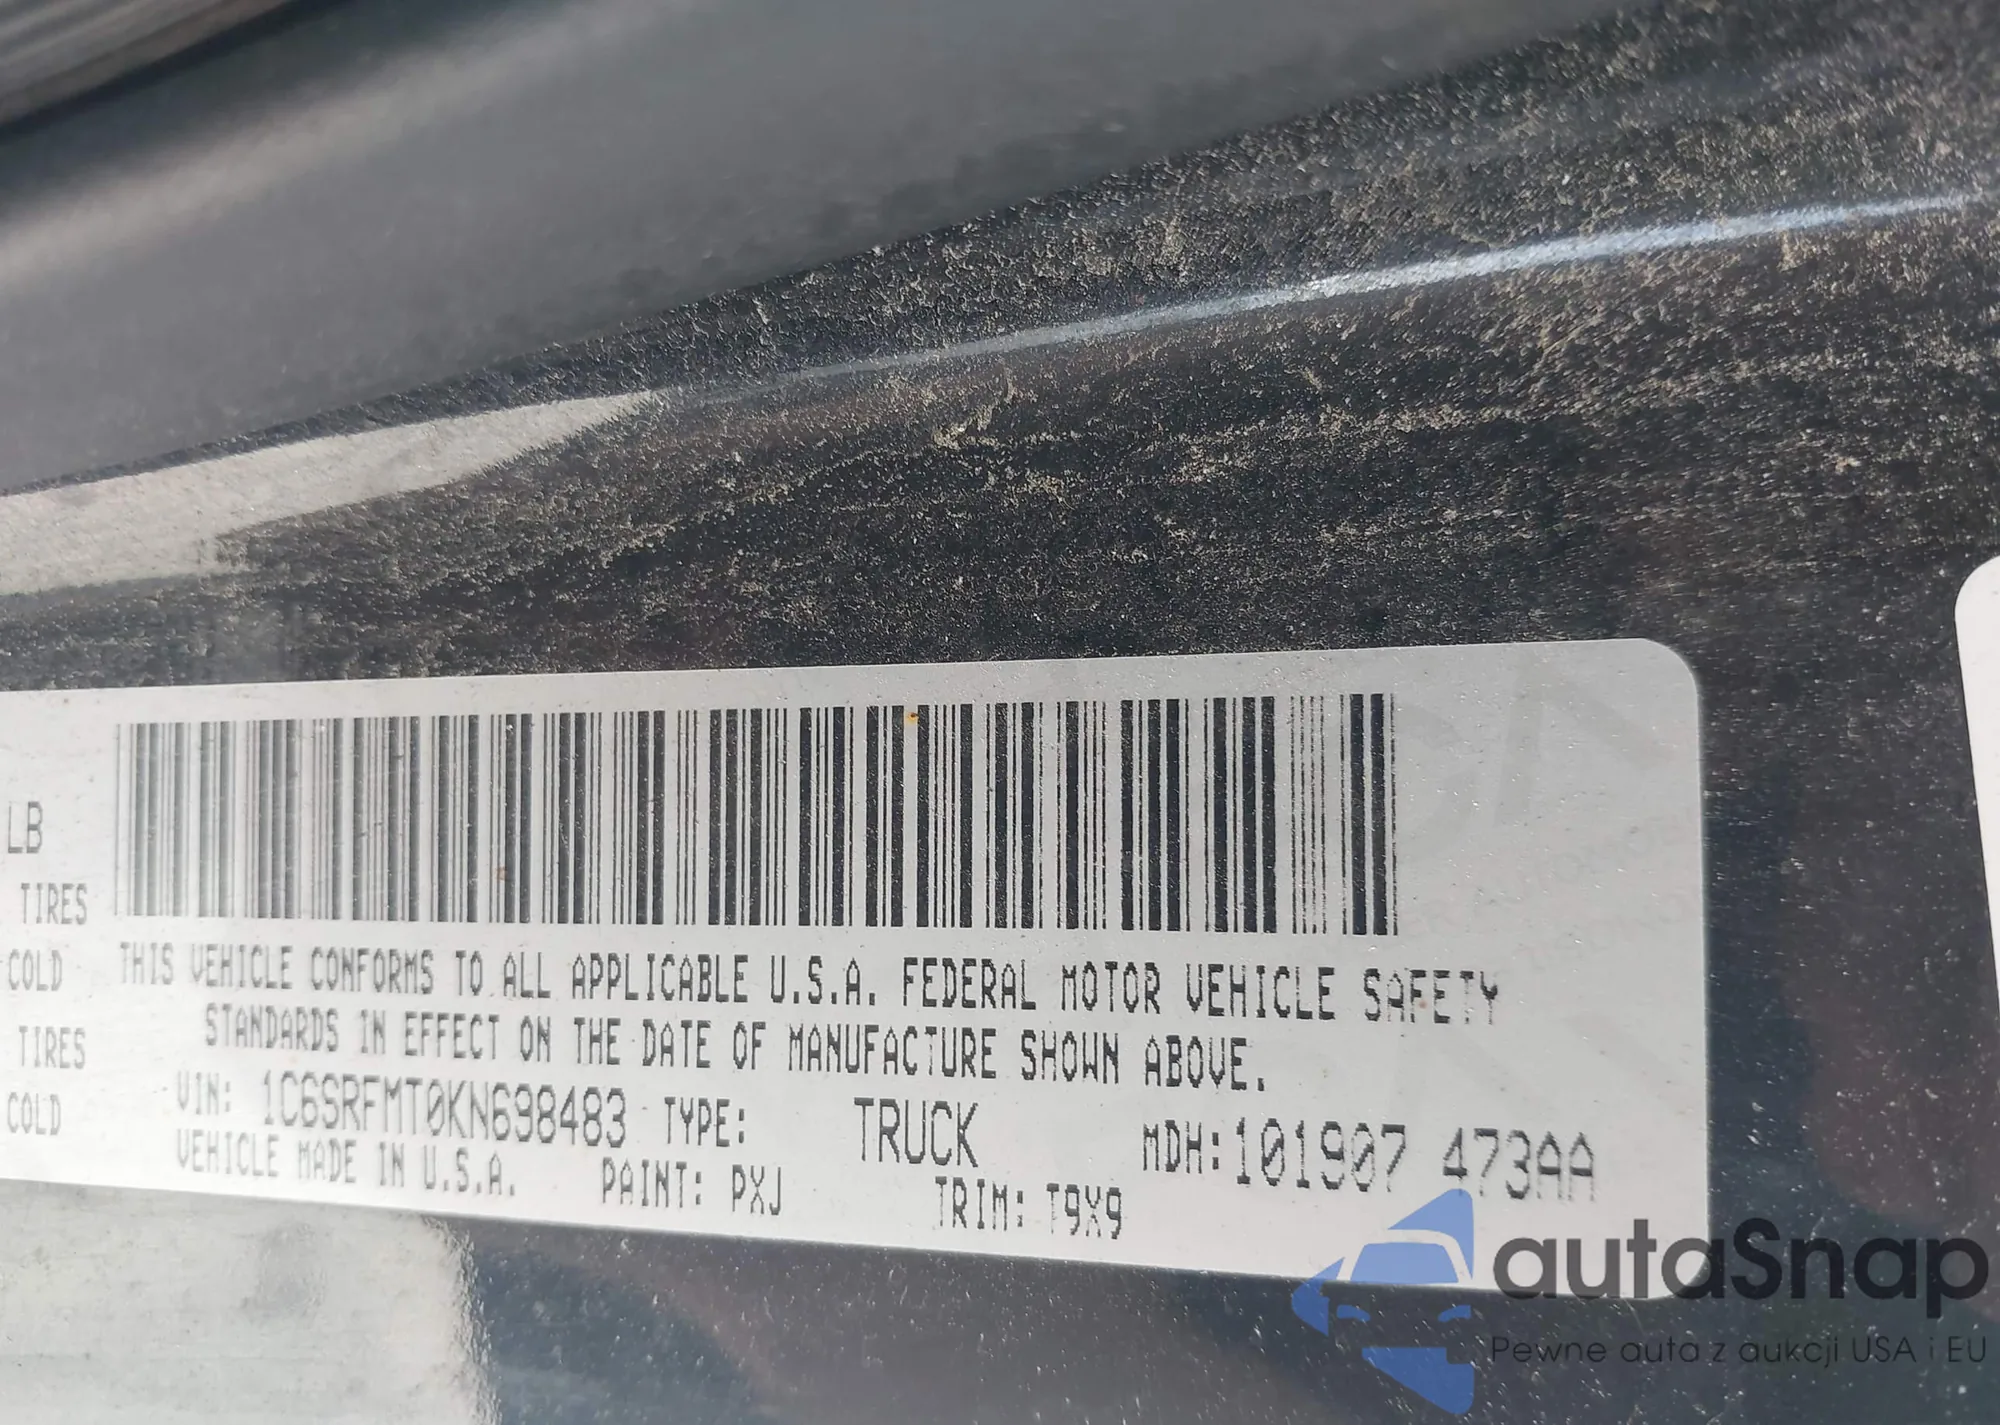 LB
TIRES
COLD
TIRES
COLD
THIS VEHICLE CONFORMS TO ALL APPLICABLE U.S.A. FEDERAL MOTOR VEHICLE SAFETY
STANDARDS IN EFFECT ON THE DATE OF MANUFACTURE SHOWN ABOVE.
VIN: 1C6SRFMT0KN698483 TYPE: TRUCK MDH:101907 473AA
VEHICLE MADE IN U.S.A. PAINT: PXJ TRIM: T9X9
autaSnap
Pewne auta z aukcji USA i EU